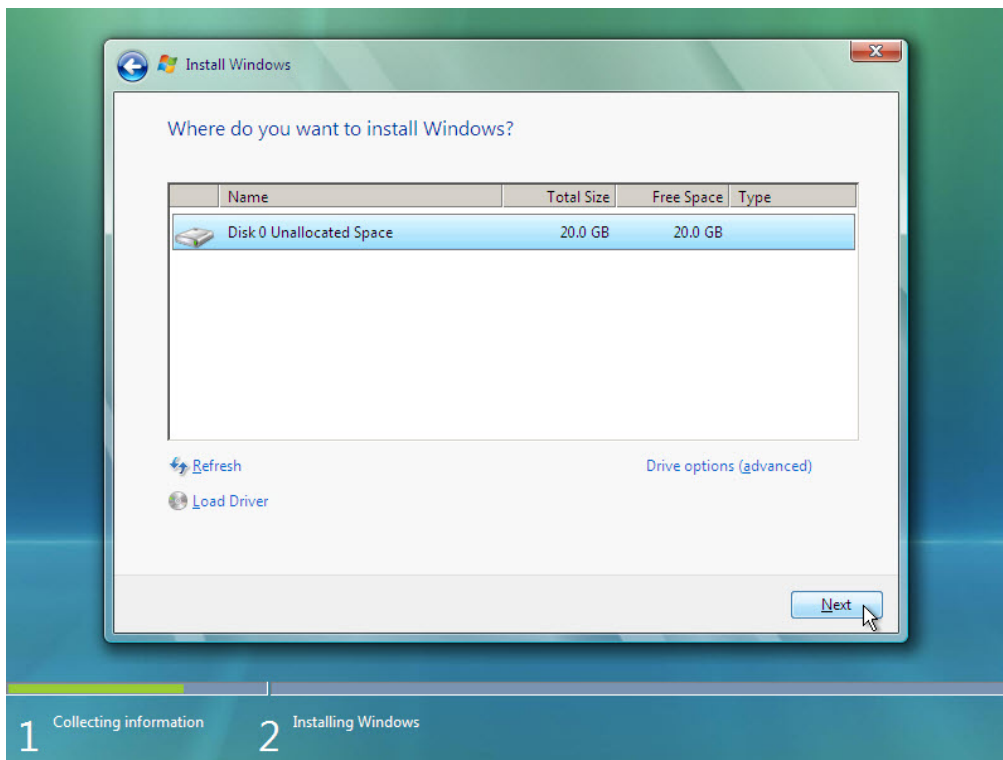 Install Windows
Where do you want to install Windows?
Name Total Size Free Space Type
Disk 0 Unallocated Space 20.0 GB 20.0 GB
Refresh Drive options (advanced)
Load Driver
Next
1 Collecting information 2 Installing Windows